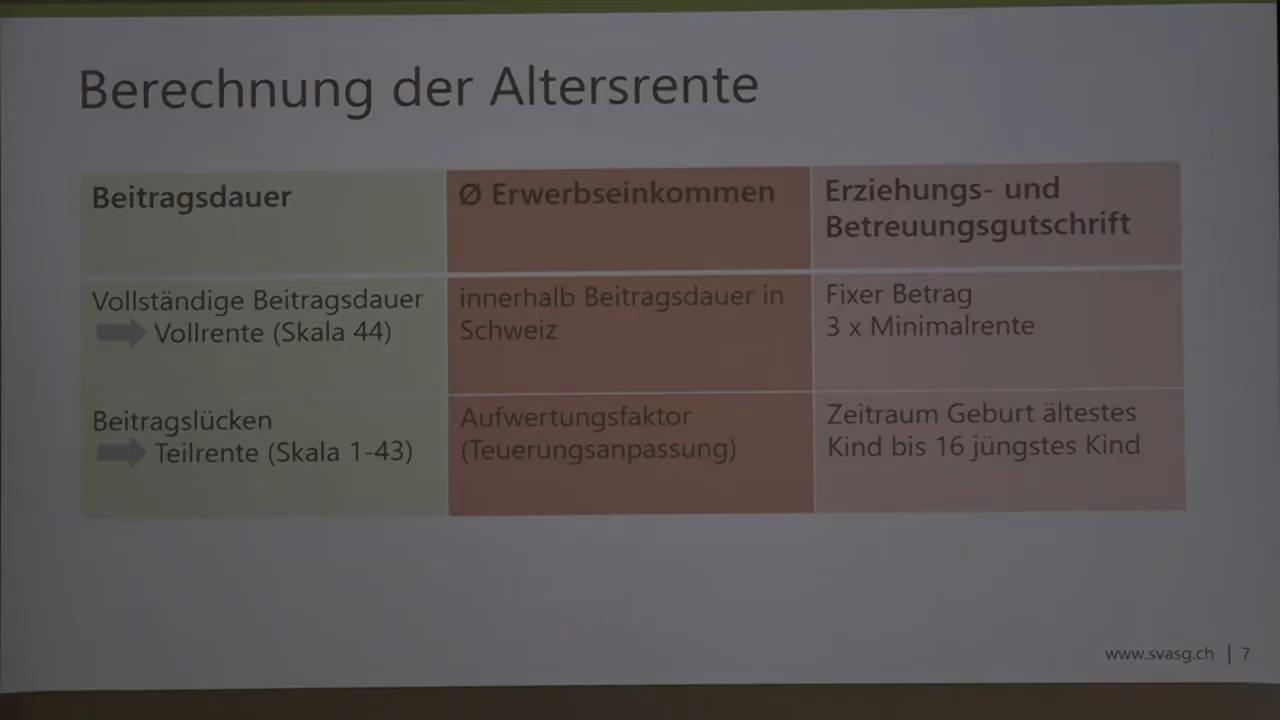 Berechnung der Altersrente
Beitragsdauer
Ø Erwerbseinkommen
Erziehungs- und
Betreuungsgutschrift
Vollständige Beitragsdauer
Vollrente (Skala 44)
innerhalb Beitragsdauer in
Schweiz
Fixer Betrag
3 x Minimalrente
Beitragslücken
Teilrente (Skala 1-43)
Aufwertungsfaktor
(Teuerungsanpassung)
Zeitraum Geburt ältestes
Kind bis 16 jüngstes Kind
www.svasg.ch | 7